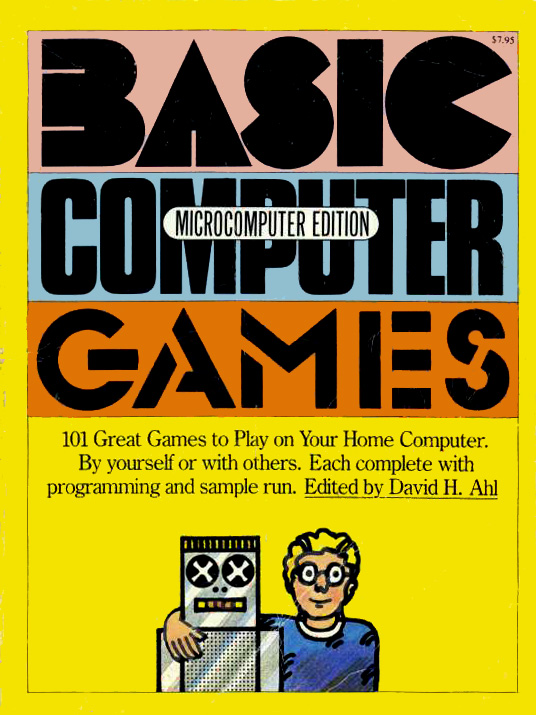 $7.95
BASIC
COMPUTER
MICROCOMPUTER EDITION
GAMES
101 Great Games to Play on Your Home Computer.
By yourself or with others. Each complete with
programming and sample run. Edited by David H. Ahl